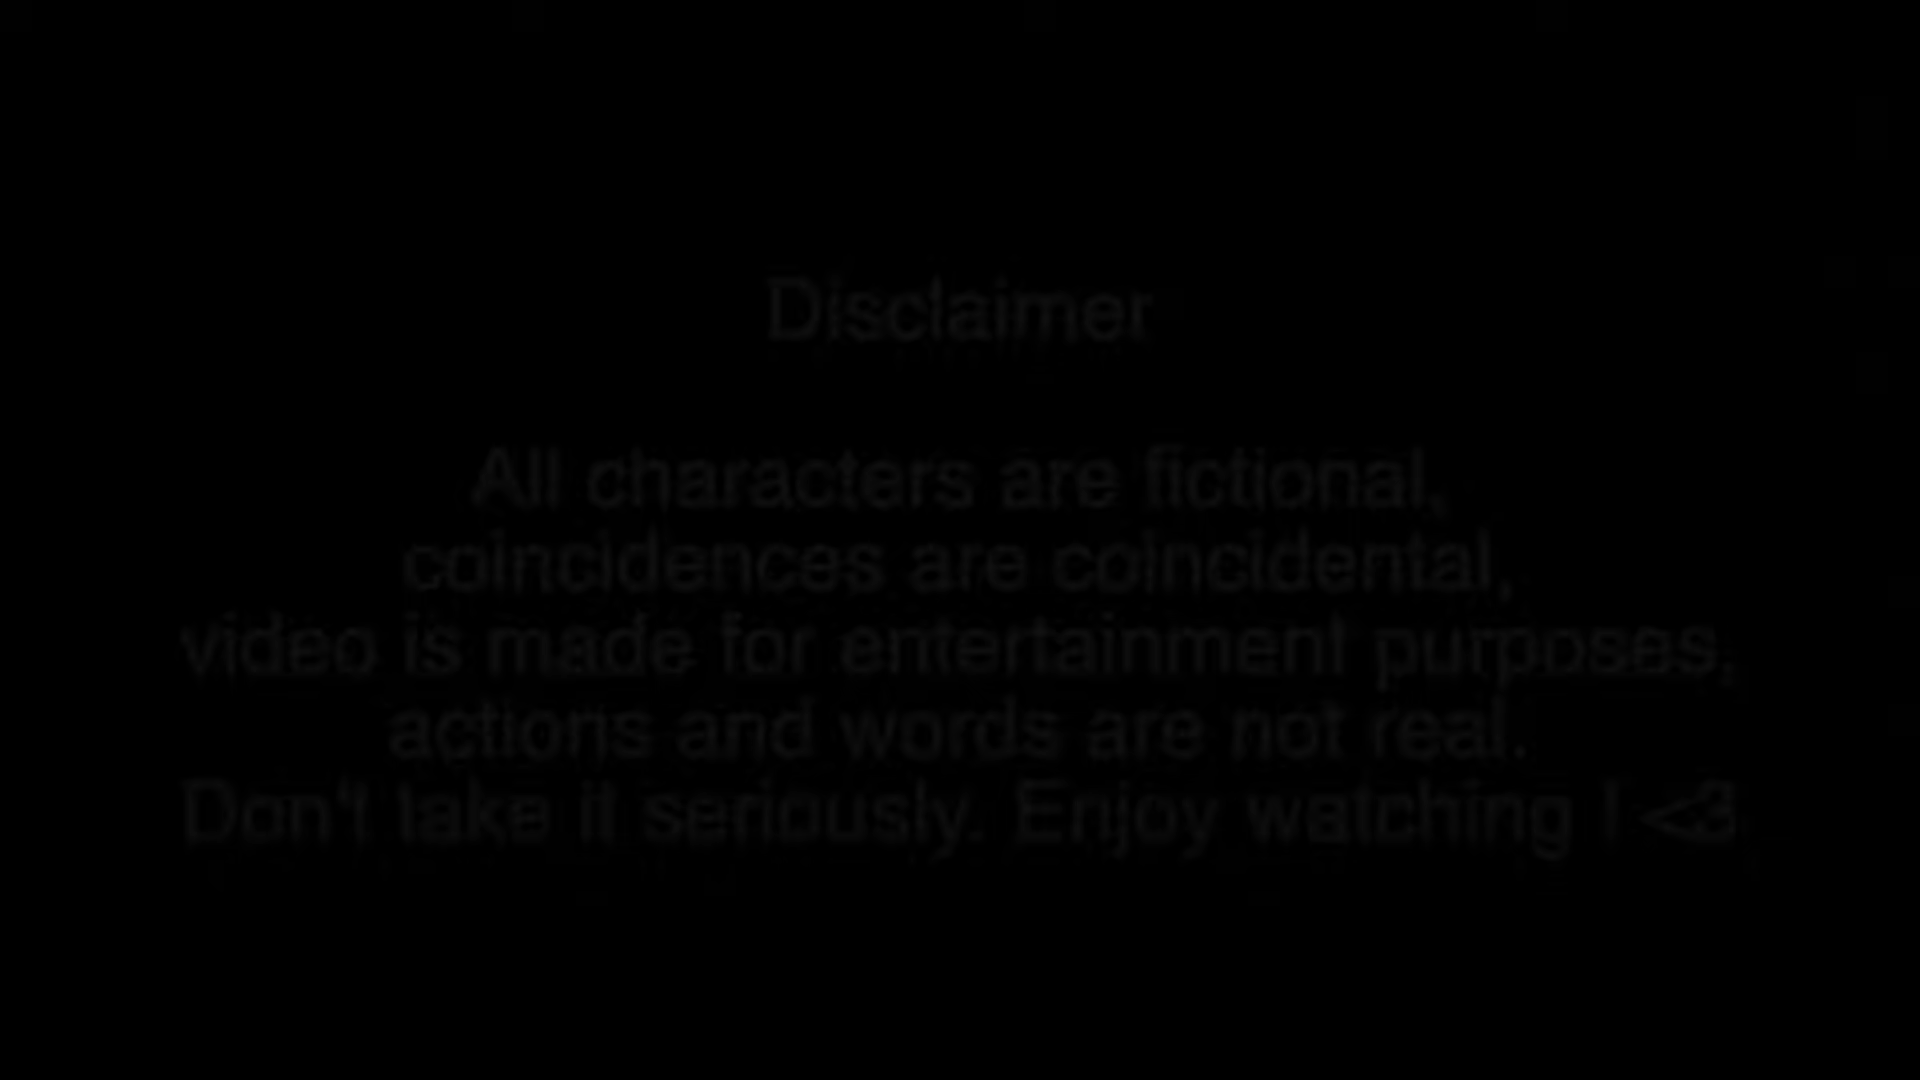 Disclaimer
All characters are fictional,
coincidences are coincidental,
video is made for entertainment purposes,
actions and words are not real.
Don't take it seriously. Enjoy watching ! <3